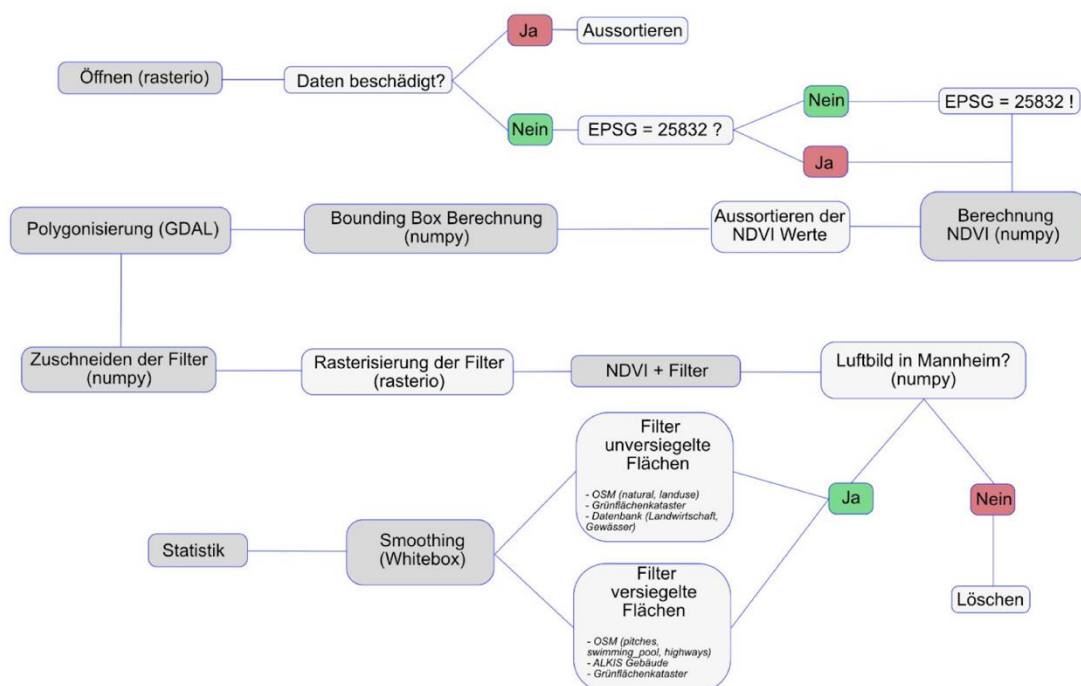 Öffnen (rasterio)
Daten beschädigt?
Ja
Aussortieren
Nein
EPSG = 25832 ?
Nein
EPSG = 25832 !
Ja
Berechnung
NDVI (numpy)
Aussortieren der
NDVI Werte
Bounding Box Berechnung
(numpy)
Polygonisierung (GDAL)
Zuschneiden der Filter
(numpy)
Rasterisierung der Filter
(rasterio)
NDVI + Filter
Luftbild in Mannheim?
(numpy)
Ja
Nein
Löschen
Filter
unversiegelte
Flächen
- OSM (natural, landuse)
- Grünflächenkataster
- Datenbank (Landwirtschaft,
Gewässer)
Filter
versiegelte
Flächen
- OSM (pitches,
swimming_pool, highways)
- ALKIS Gebäude
- Grünflächenkataster
Smoothing
(Whitebox)
Statistik